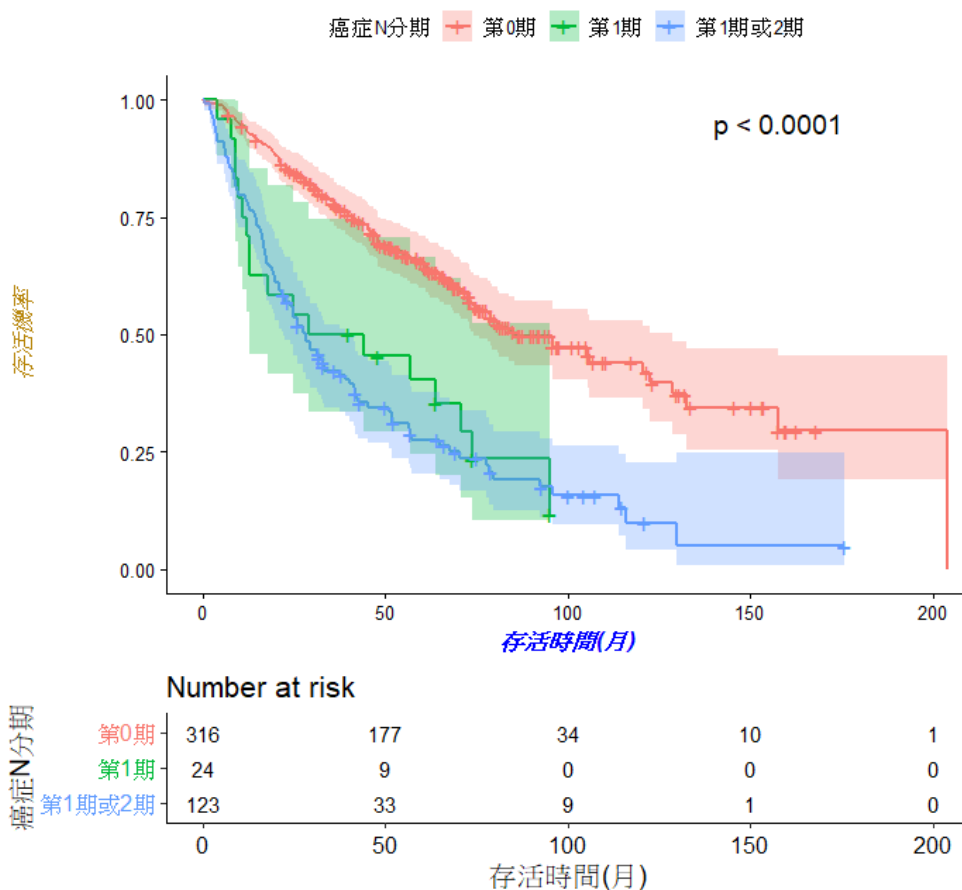 癌症N分期 第0期 第1期 第1期或2期
p < 0.0001
1.00
0.75
0.50
0.25
0.00
存活機率
0 50 100 150 200
存活時間(月)
Number at risk
癌症N分期
第0期 316 177 34 10 1
第1期 24 9 0 0 0
第1期或2期 123 33 9 1 0
0 50 100 150 200
存活時間(月)